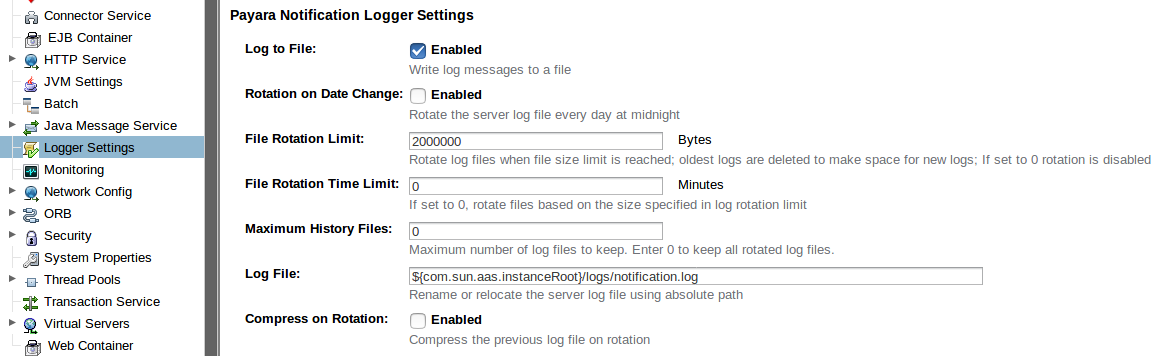 Connector Service
EJB Container
HTTP Service
JVM Settings
Batch
Java Message Service
Logger Settings
Monitoring
Network Config
ORB
Security
System Properties
Thread Pools
Transaction Service
Virtual Servers
Web Container
Payara Notification Logger Settings
Log to File: Enabled
Write log messages to a file
Rotation on Date Change: Enabled
Rotate the server log file every day at midnight
File Rotation Limit: 2000000 Bytes
Rotate log files when file size limit is reached; oldest logs are deleted to make space for new logs; If set to 0 rotation is disabled
File Rotation Time Limit: 0 Minutes
If set to 0, rotate files based on the size specified in log rotation limit
Maximum History Files: 0
Maximum number of log files to keep. Enter 0 to keep all rotated log files.
Log File: ${com.sun.aas.instanceRoot}/logs/notification.log
Rename or relocate the server log file using absolute path
Compress on Rotation: Enabled
Compress the previous log file on rotation